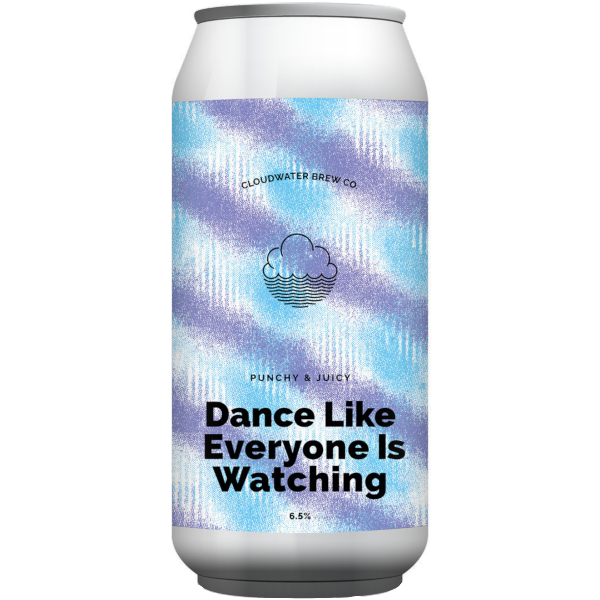 CLOUDWATER BREW CO.
PUNCHY & JUICY
Dance Like
Everyone Is
Watching
6.5%